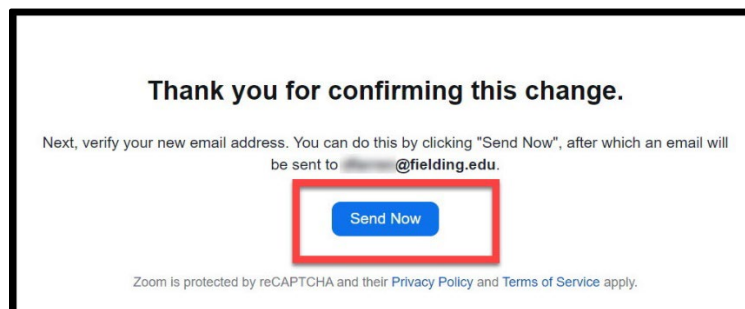 Thank you for confirming this change.
Next, verify your new email address. You can do this by clicking "Send Now", after which an email will
be sent to @fielding.edu.
Send Now
Zoom is protected by reCAPTCHA and their Privacy Policy and Terms of Service apply.